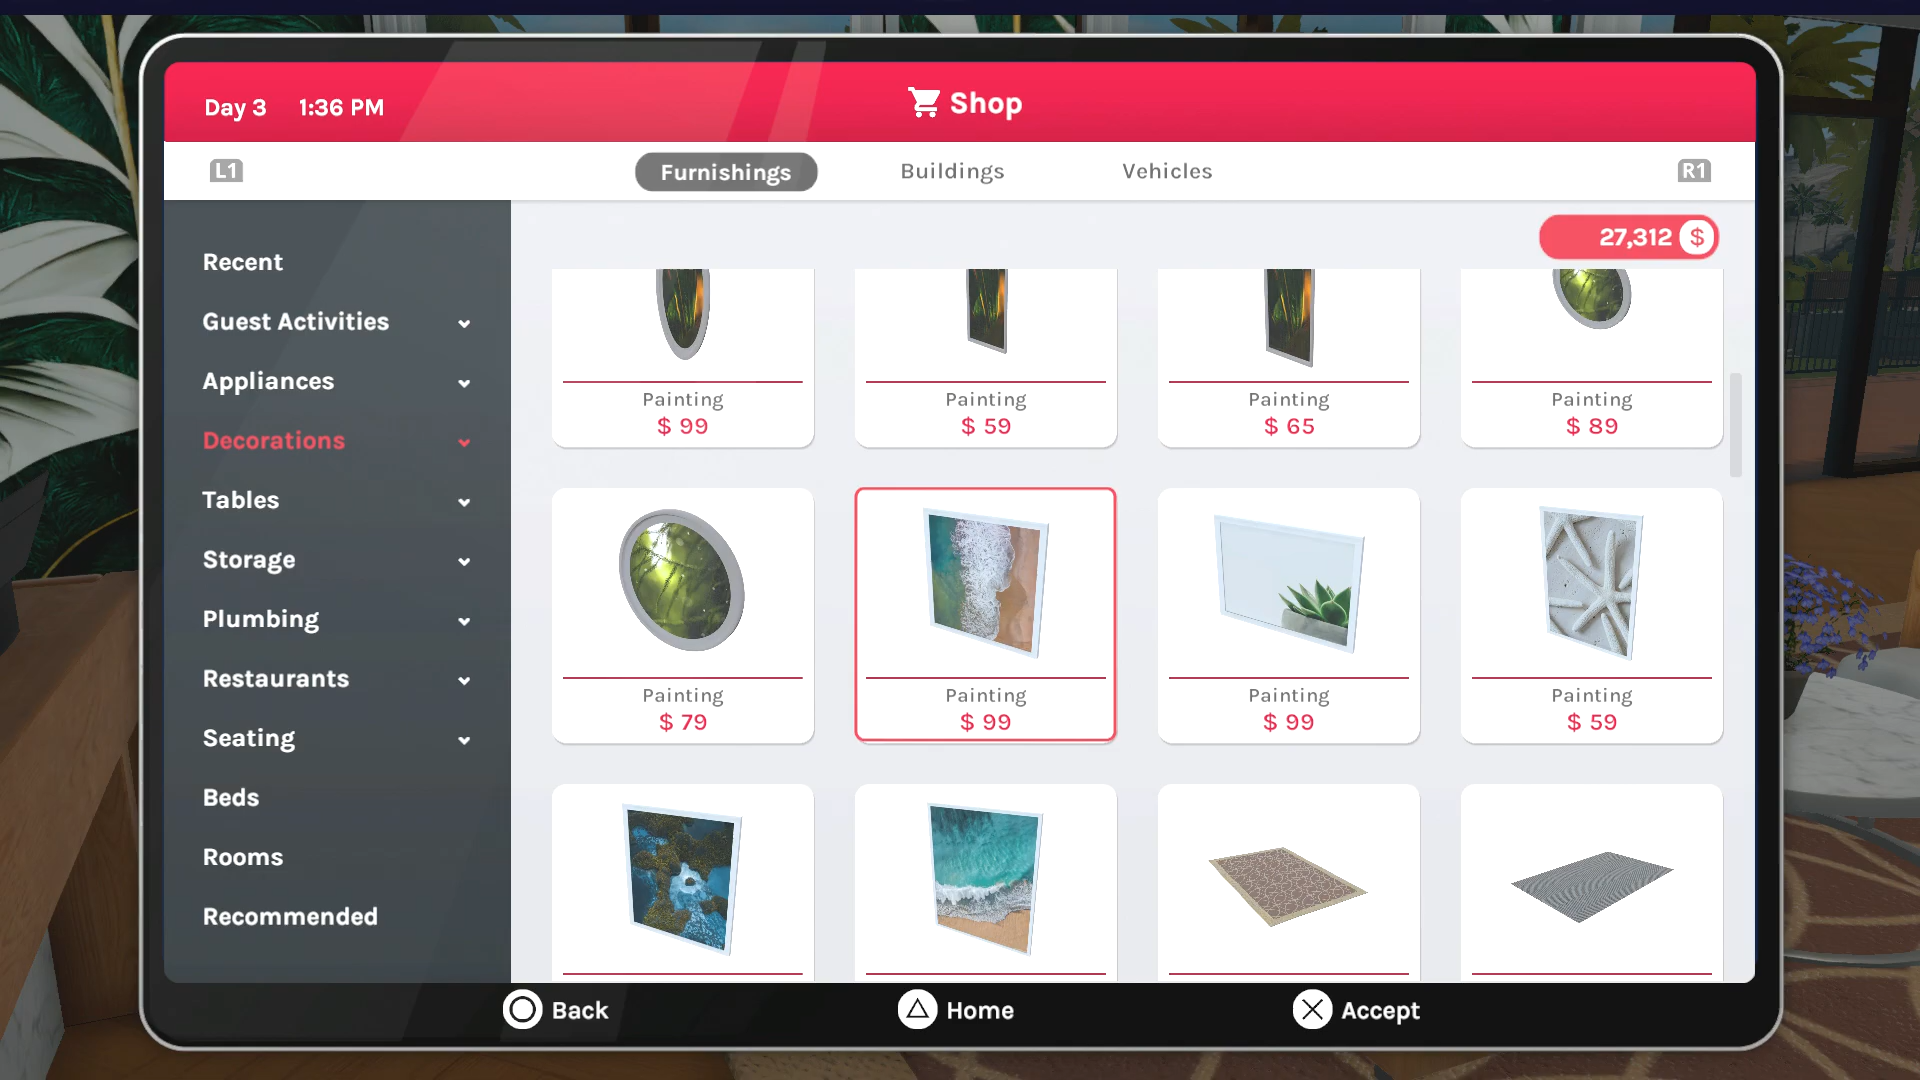 Day 3 1:36 PM
Shop
L1
Furnishings
Buildings
Vehicles
R1
27,312 $
Recent
Guest Activities
Appliances
Decorations
Tables
Storage
Plumbing
Restaurants
Seating
Beds
Rooms
Recommended
Painting
$ 99
Painting
$ 59
Painting
$ 65
Painting
$ 89
Painting
$ 79
Painting
$ 99
Painting
$ 99
Painting
$ 59
Back
Home
Accept